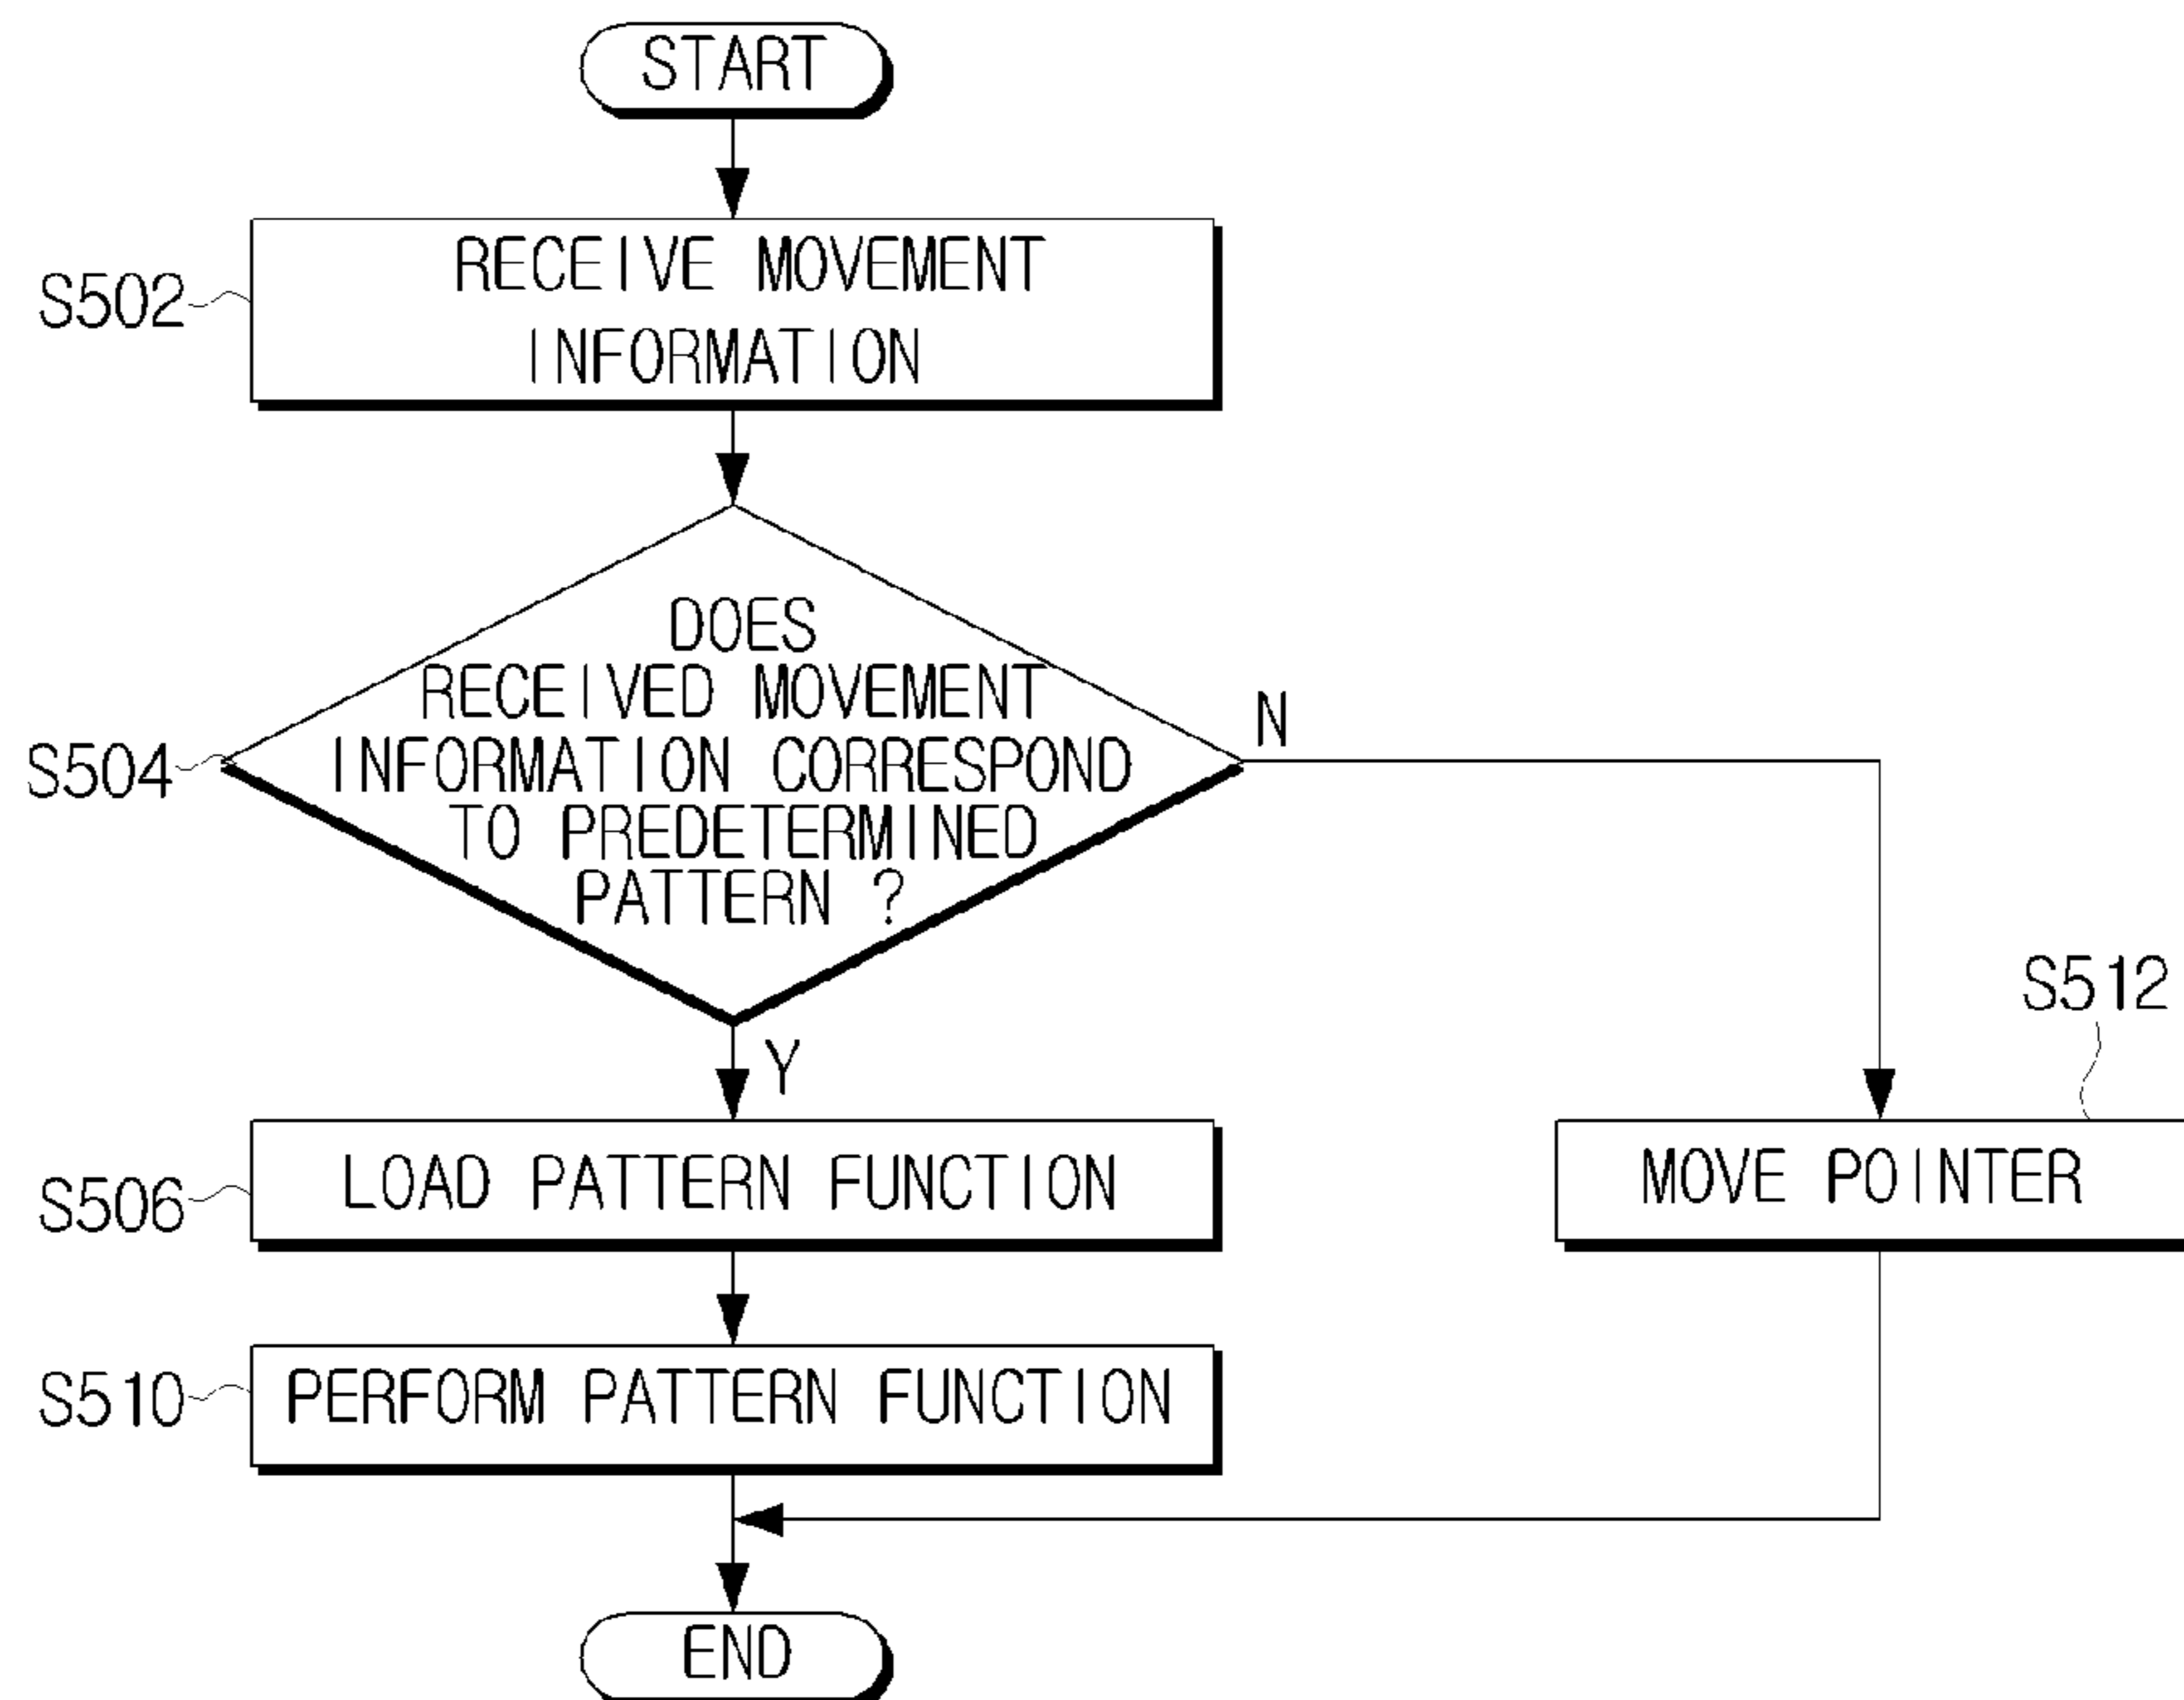 START
S502
RECEIVE MOVEMENT
INFORMATION
S504
DOES
RECEIVED MOVEMENT
INFORMATION CORRESPOND
TO PREDETERMINED
PATTERN ?
N
Y
S512
S506
LOAD PATTERN FUNCTION
MOVE POINTER
S510
PERFORM PATTERN FUNCTION
END